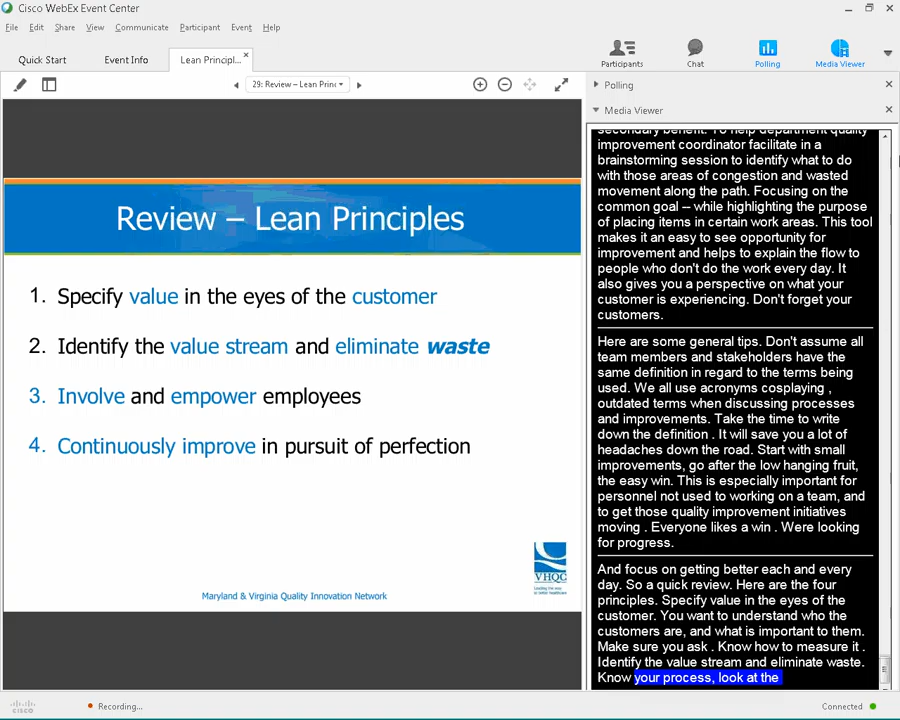 Cisco WebEx Event Center
File Edit Share View Communicate Participant Event Help
Quick Start Event Info Lean Principl...
Participants Chat Polling Media Viewer
29: Review – Lean Princ
Polling
Media Viewer
Review – Lean Principles
1. Specify value in the eyes of the customer
2. Identify the value stream and eliminate waste
3. Involve and empower employees
4. Continuously improve in pursuit of perfection
VHQC
Leading the way
to better healthcare
Maryland & Virginia Quality Innovation Network
secondary benefit. To help department quality
improvement coordinator facilitate in a
brainstorming session to identify what to do
with those areas of congestion and wasted
movement along the path. Focusing on the
common goal – while highlighting the purpose
of placing items in certain work areas. This tool
makes it an easy to see opportunity for
improvement and helps to explain the flow to
people who don't do the work every day. It
also gives you a perspective on what your
customer is experiencing. Don't forget your
customers.
Here are some general tips. Don't assume all
team members and stakeholders have the
same definition in regard to the terms being
used. We all use acronyms cosplaying ,
outdated terms when discussing processes
and improvements. Take the time to write
down the definition . It will save you a lot of
headaches down the road. Start with small
improvements, go after the low hanging fruit,
the easy win. This is especially important for
personnel not used to working on a team, and
to get those quality improvement initiatives
moving . Everyone likes a win . Were looking
for progress.
And focus on getting better each and every
day. So a quick review. Here are the four
principles. Specify value in the eyes of the
customer. You want to understand who the
customers are, and what is important to them.
Make sure you ask . Know how to measure it .
Identify the value stream and eliminate waste.
Know your process, look at the
CISCO
Recording...
Connected